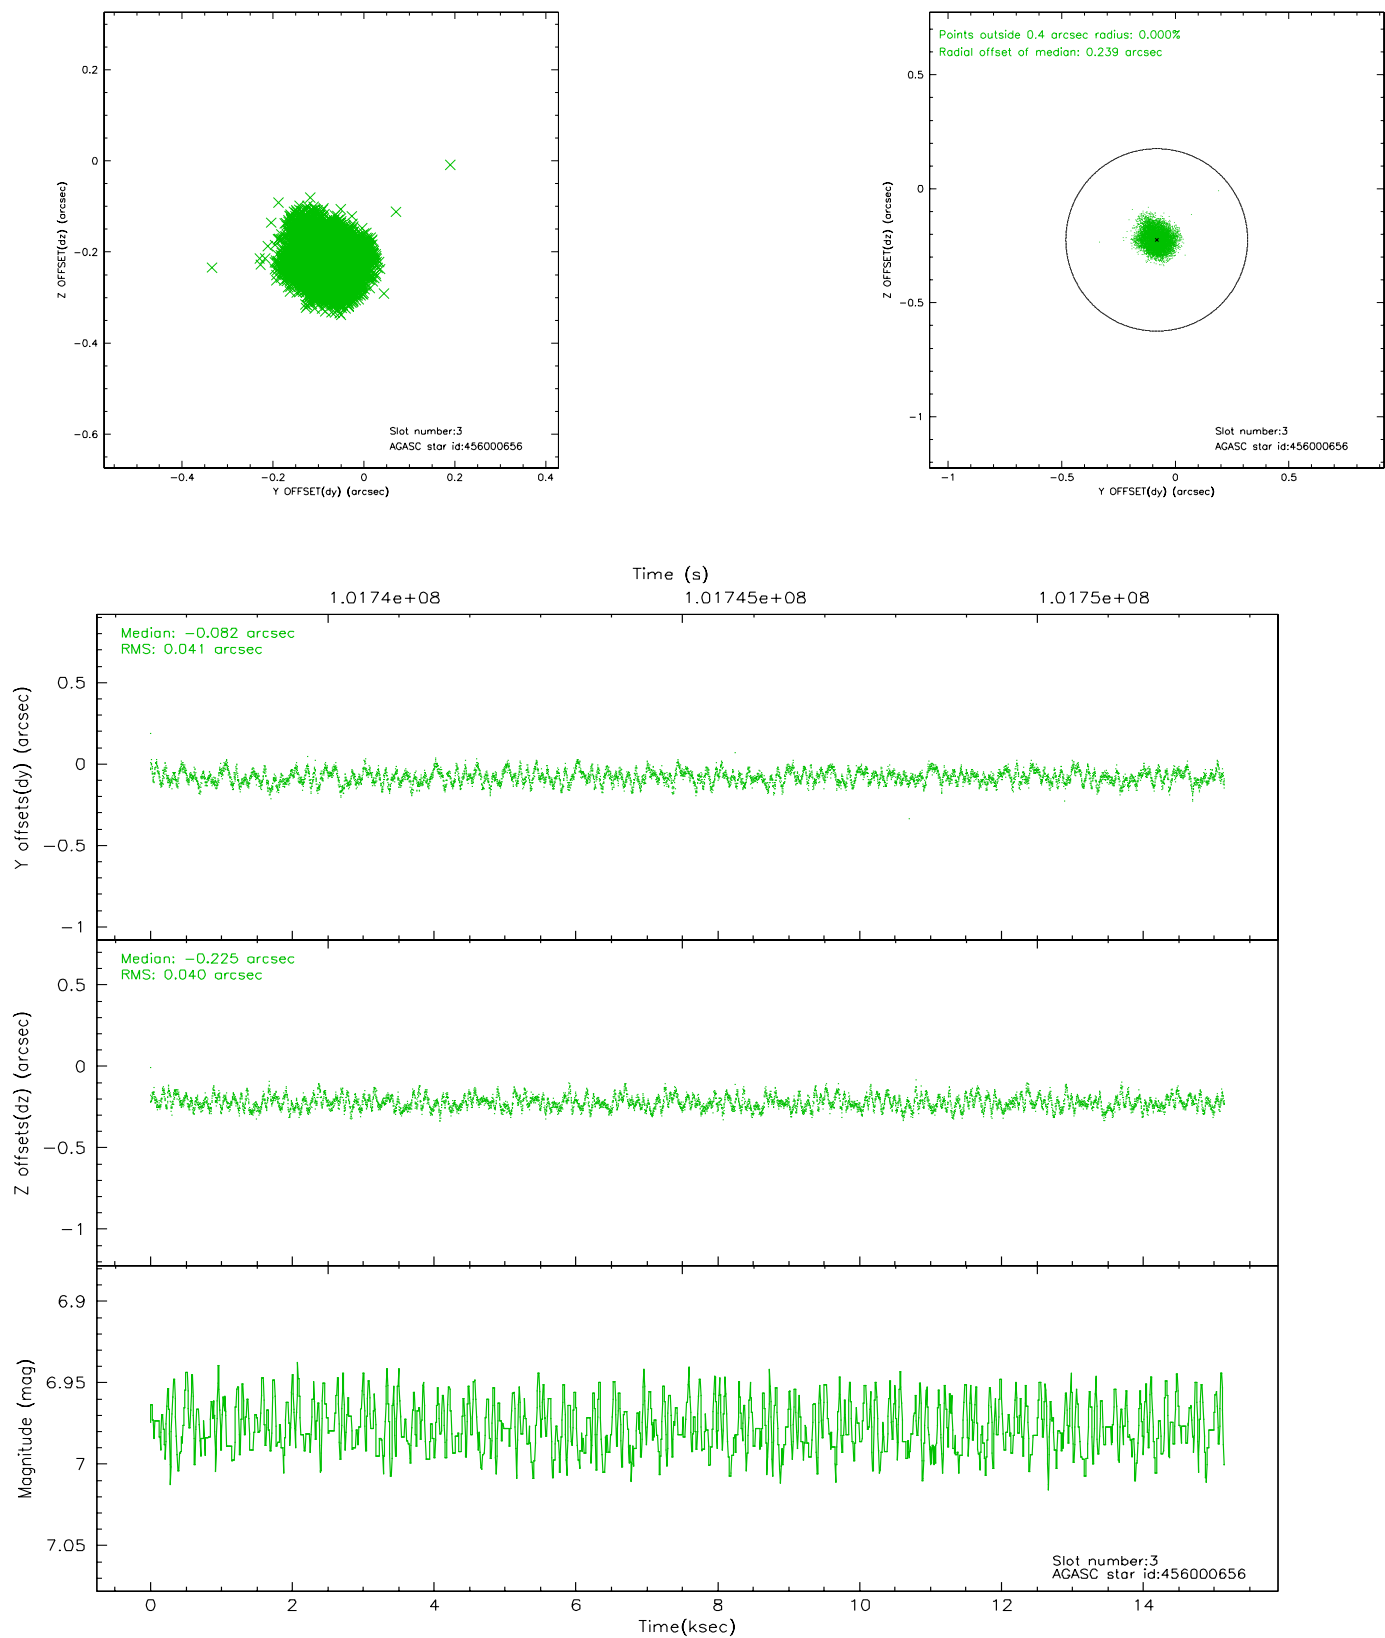 0.2
0
-0.2
-0.4
-0.6
Z OFFSET(dz) (arcsec)
-0.4
-0.2
0
0.2
0.4
Y OFFSET(dy) (arcsec)
Slot number:3
AGASC star id:456000656
Points outside 0.4 arcsec radius: 0.000%
Radial offset of median: 0.239 arcsec
0.5
0
-0.5
-1
Z OFFSET(dz) (arcsec)
-1
-0.5
0
0.5
Y OFFSET(dy) (arcsec)
Slot number:3
AGASC star id:456000656
Time (s)
1.0174e+08
1.01745e+08
1.0175e+08
Median: -0.082 arcsec
RMS: 0.041 arcsec
0.5
0
-0.5
-1
Y offsets(dy) (arcsec)
Median: -0.225 arcsec
RMS: 0.040 arcsec
0.5
0
-0.5
-1
Z offsets(dz) (arcsec)
6.9
6.95
7
7.05
Magnitude (mag)
Slot number:3
AGASC star id:456000656
0
2
4
6
8
10
12
14
Time(ksec)